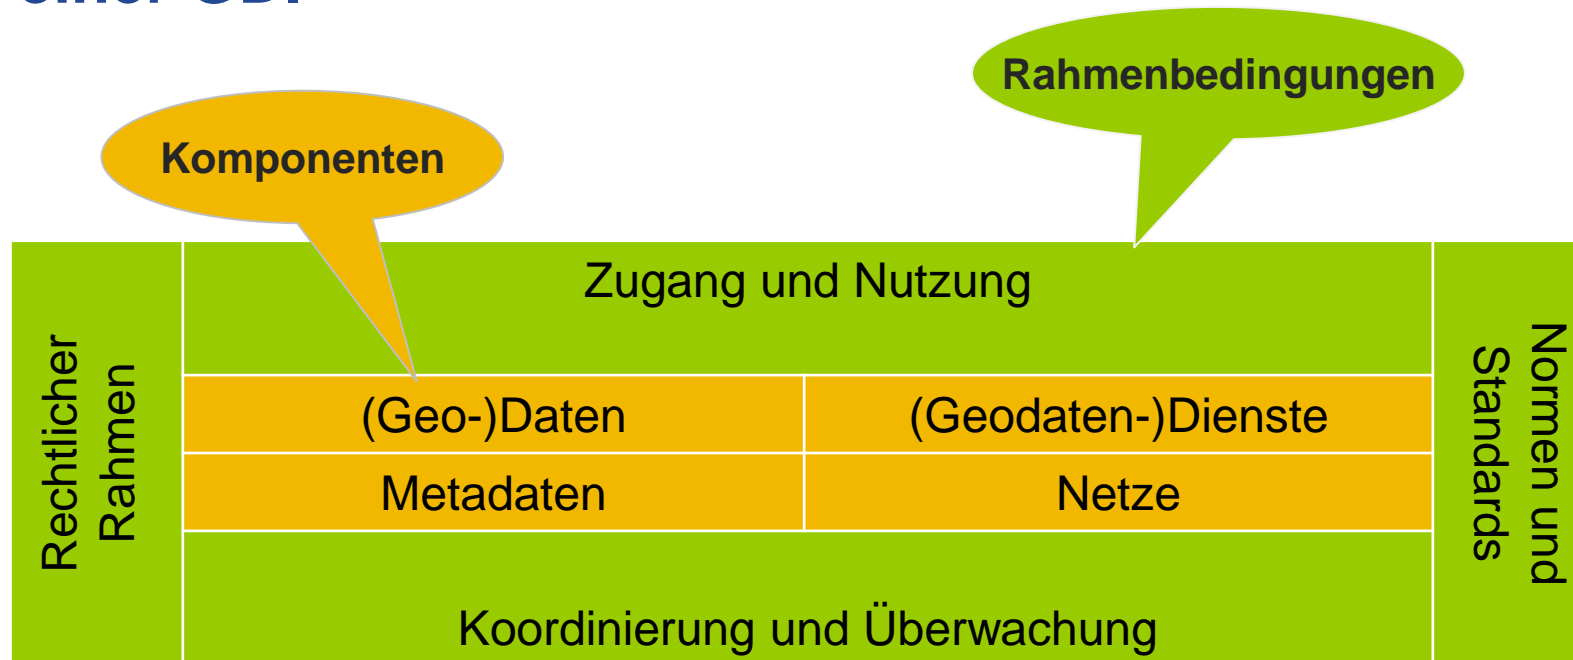 Rahmenbedingungen
Komponenten
Zugang und Nutzung
Rechtlicher
Rahmen
(Geo-)Daten
(Geodaten-)Dienste
Metadaten
Netze
Normen und
Standards
Koordinierung und Überwachung